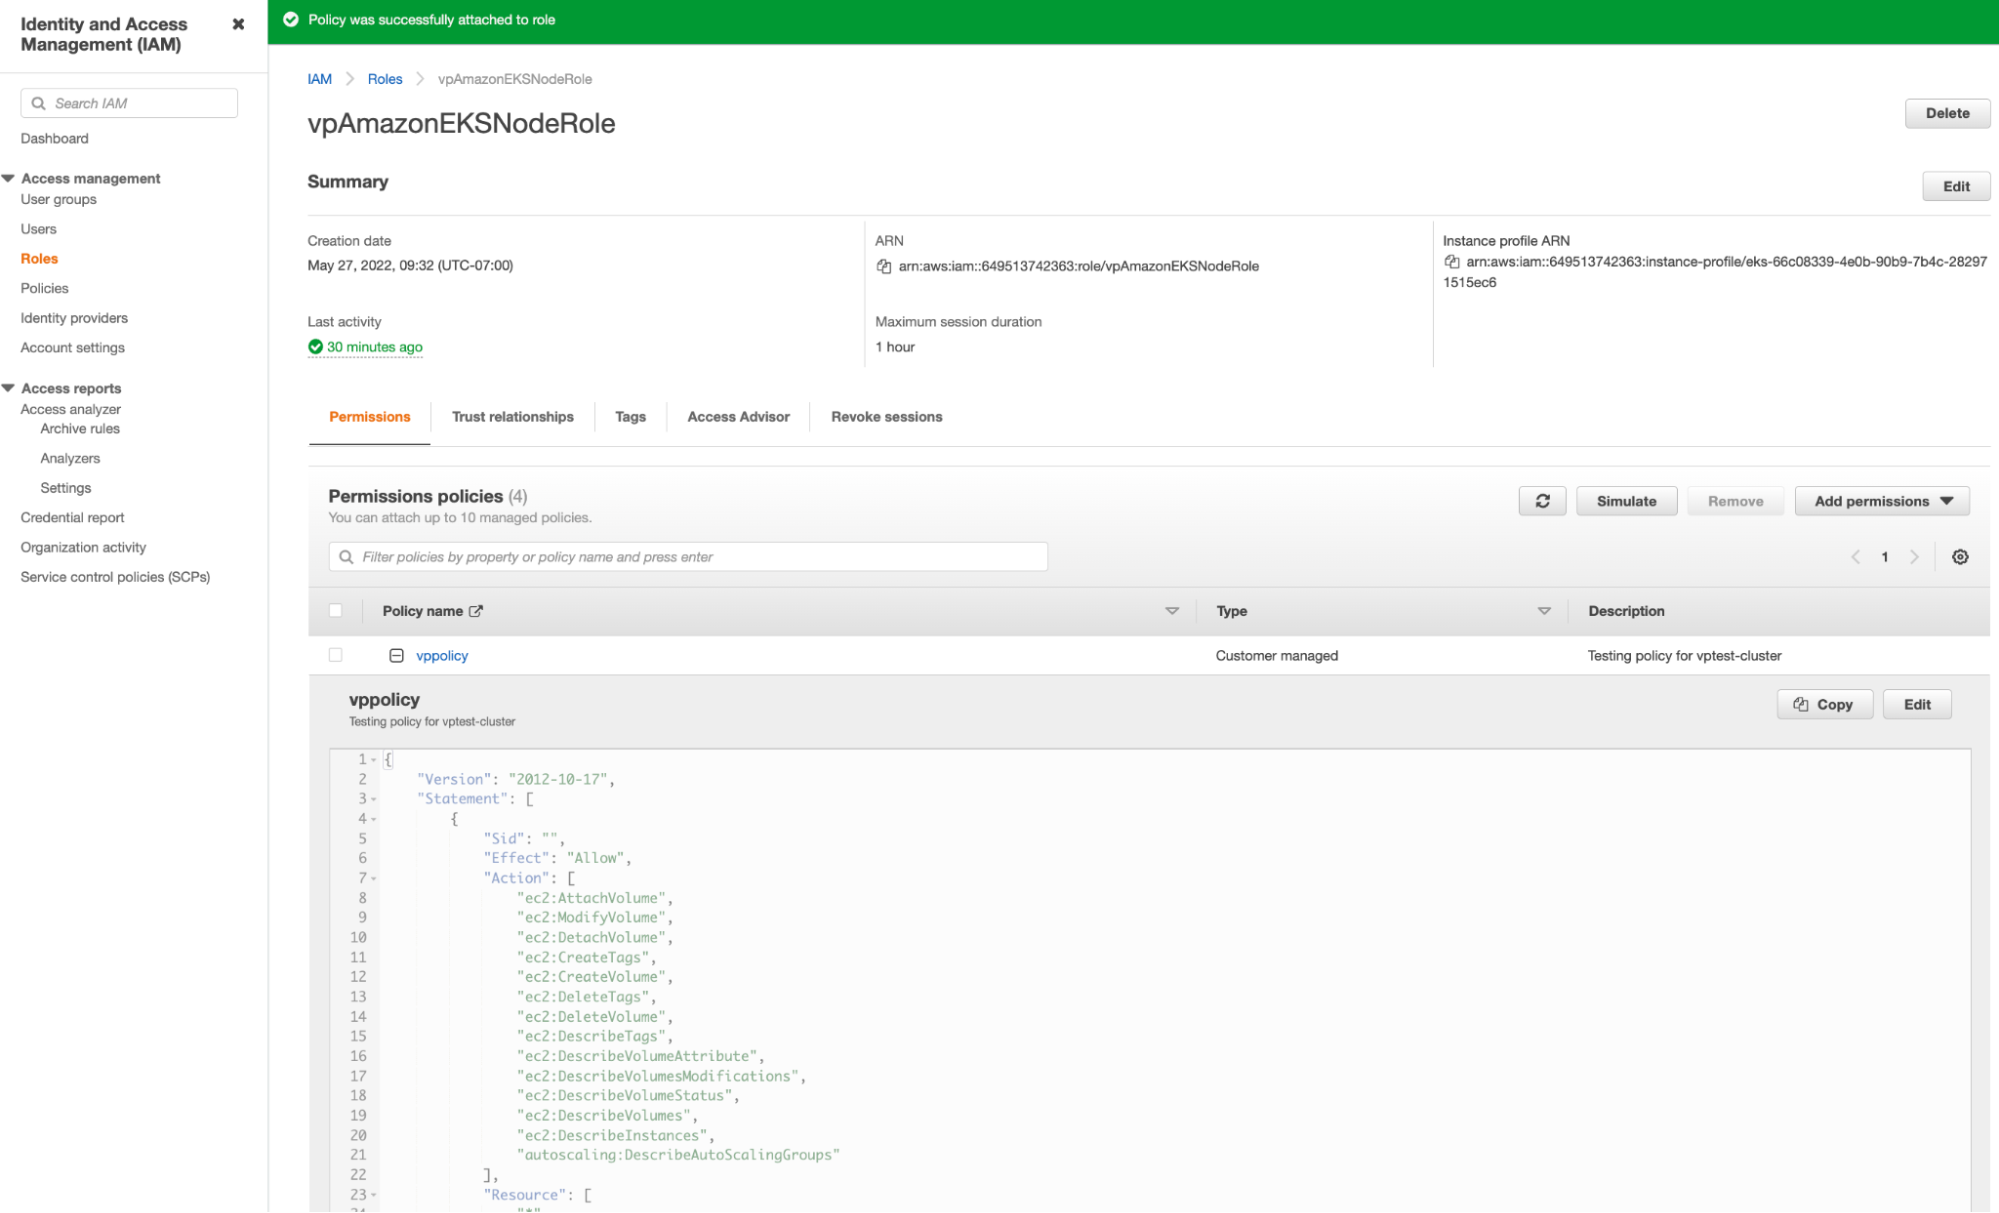 Identity and Access
Management (IAM)
Search IAM
Dashboard
Access management
User groups
Users
Roles
Policies
Identity providers
Account settings
Access reports
Access analyzer
Archive rules
Analyzers
Settings
Credential report
Organization activity
Service control policies (SCPs)
Policy was successfully attached to role
IAM > Roles > vpAmazonEKSNodeRole
vpAmazonEKSNodeRole
Delete
Summary
Edit
Creation date
May 27, 2022, 09:32 (UTC-07:00)
ARN
arn:aws:iam::649513742363:role/vpAmazonEKSNodeRole
Instance profile ARN
arn:aws:iam::649513742363:instance-profile/eks-66c08339-4e0b-90b9-7b4c-28297
1515ec6
Last activity
30 minutes ago
Maximum session duration
1 hour
Permissions
Trust relationships
Tags
Access Advisor
Revoke sessions
Permissions policies (4)
You can attach up to 10 managed policies.
Simulate
Remove
Add permissions
Filter policies by property or policy name and press enter
1
Policy name
Type
Description
vppolicy
Customer managed
Testing policy for vptest-cluster
vppolicy
Testing policy for vptest-cluster
Copy
Edit
1 {
2 "Version": "2012-10-17",
3 "Statement": [
4 {
5 "Sid": "",
6 "Effect": "Allow",
7 "Action": [
8 "ec2:AttachVolume",
9 "ec2:ModifyVolume",
10 "ec2:DetachVolume",
11 "ec2:CreateTags",
12 "ec2:CreateVolume",
13 "ec2:DeleteTags",
14 "ec2:DeleteVolume",
15 "ec2:DescribeTags",
16 "ec2:DescribeVolumeAttribute",
17 "ec2:DescribeVolumesModifications",
18 "ec2:DescribeVolumeStatus",
19 "ec2:DescribeVolumes",
20 "ec2:DescribeInstances",
21 "autoscaling:DescribeAutoScalingGroups"
22 ],
23 "Resource": [